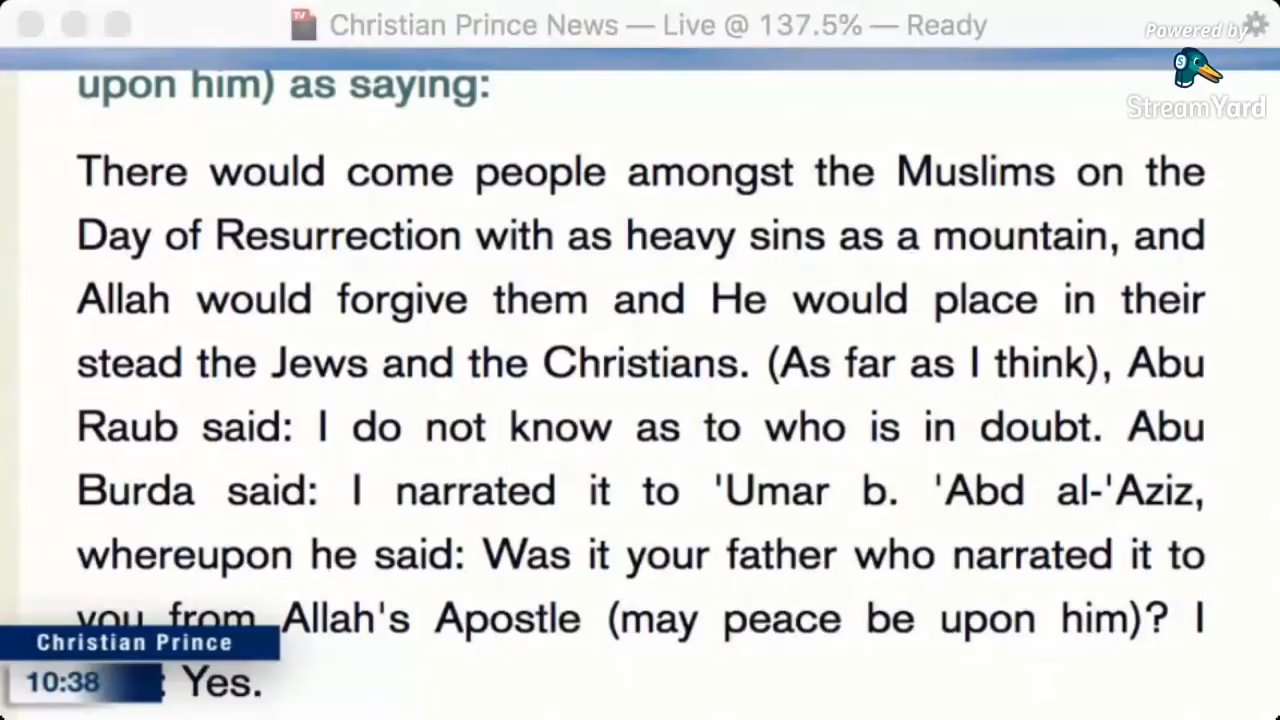 Christian Prince News — Live @ 137.5% — Ready
Powered by
StreamYard
upon him) as saying:
There would come people amongst the Muslims on the
Day of Resurrection with as heavy sins as a mountain, and
Allah would forgive them and He would place in their
stead the Jews and the Christians. (As far as I think), Abu
Raub said: I do not know as to who is in doubt. Abu
Burda said: I narrated it to 'Umar b. 'Abd al-'Aziz,
whereupon he said: Was it your father who narrated it to
you from Allah's Apostle (may peace be upon him)? I
: Yes.
Christian Prince
10:38